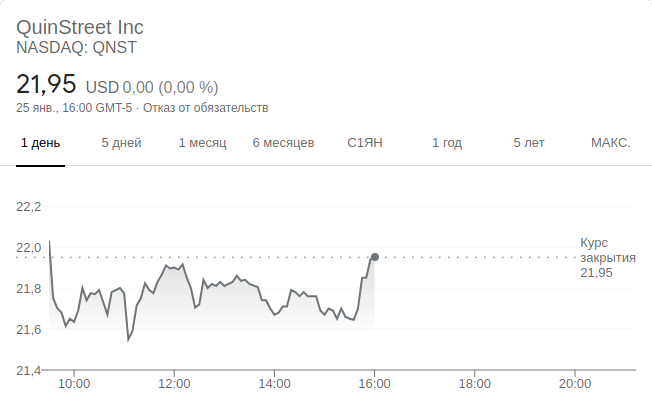 QuinStreet Inc
NASDAQ: QNST
21,95 USD 0,00 (0,00 %)
25 янв., 16:00 GMT-5 · Отказ от обязательств
1 день 5 дней 1 месяц 6 месяцев С1ЯН 1 год 5 лет МАКС.
22,2
22,0
Курс
закрытия
21,95
21,8
21,6
21,4
10:00 12:00 14:00 16:00 18:00 20:00